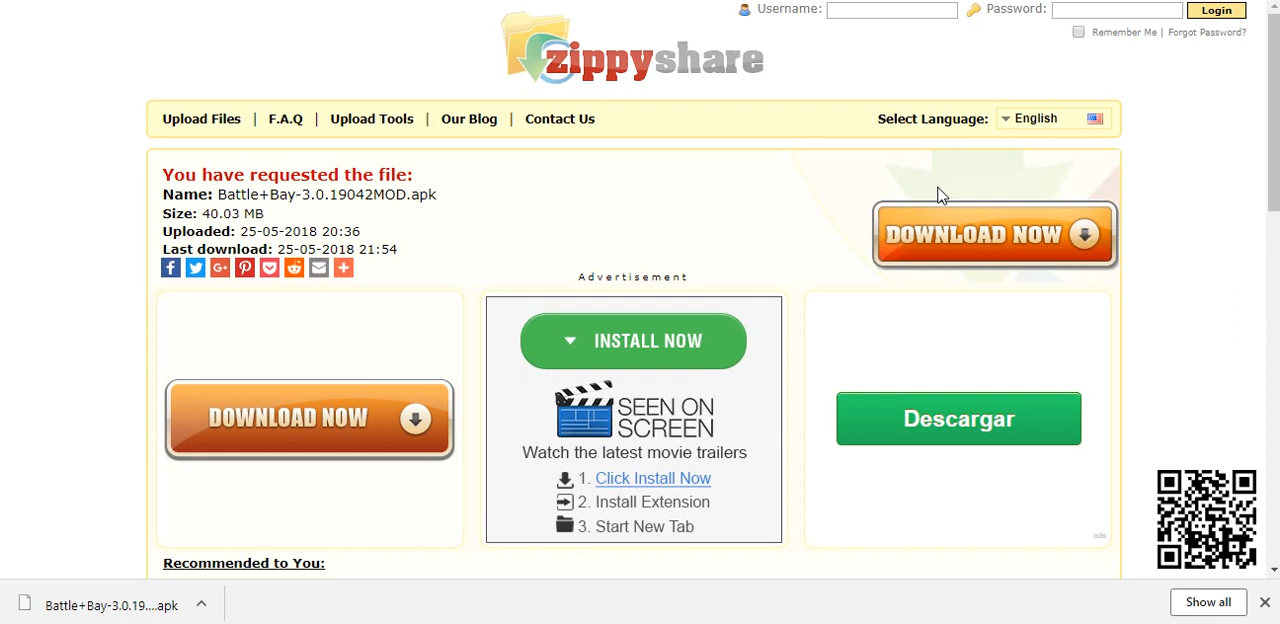 Username:
Password:
Login
Remember Me | Forgot Password?
zippyshare
Upload Files | F.A.Q | Upload Tools | Our Blog | Contact Us
Select Language: English
You have requested the file:
Name: Battle+Bay-3.0.19042MOD.apk
Size: 40.03 MB
Uploaded: 25-05-2018 20:36
Last download: 25-05-2018 21:54
DOWNLOAD NOW
Advertisement
DOWNLOAD NOW
INSTALL NOW
SEEN ON
SCREEN
Watch the latest movie trailers
1. Click Install Now
2. Install Extension
3. Start New Tab
Descargar
ads
Recommended to You:
Battle+Bay-3.0.19....apk
Show all